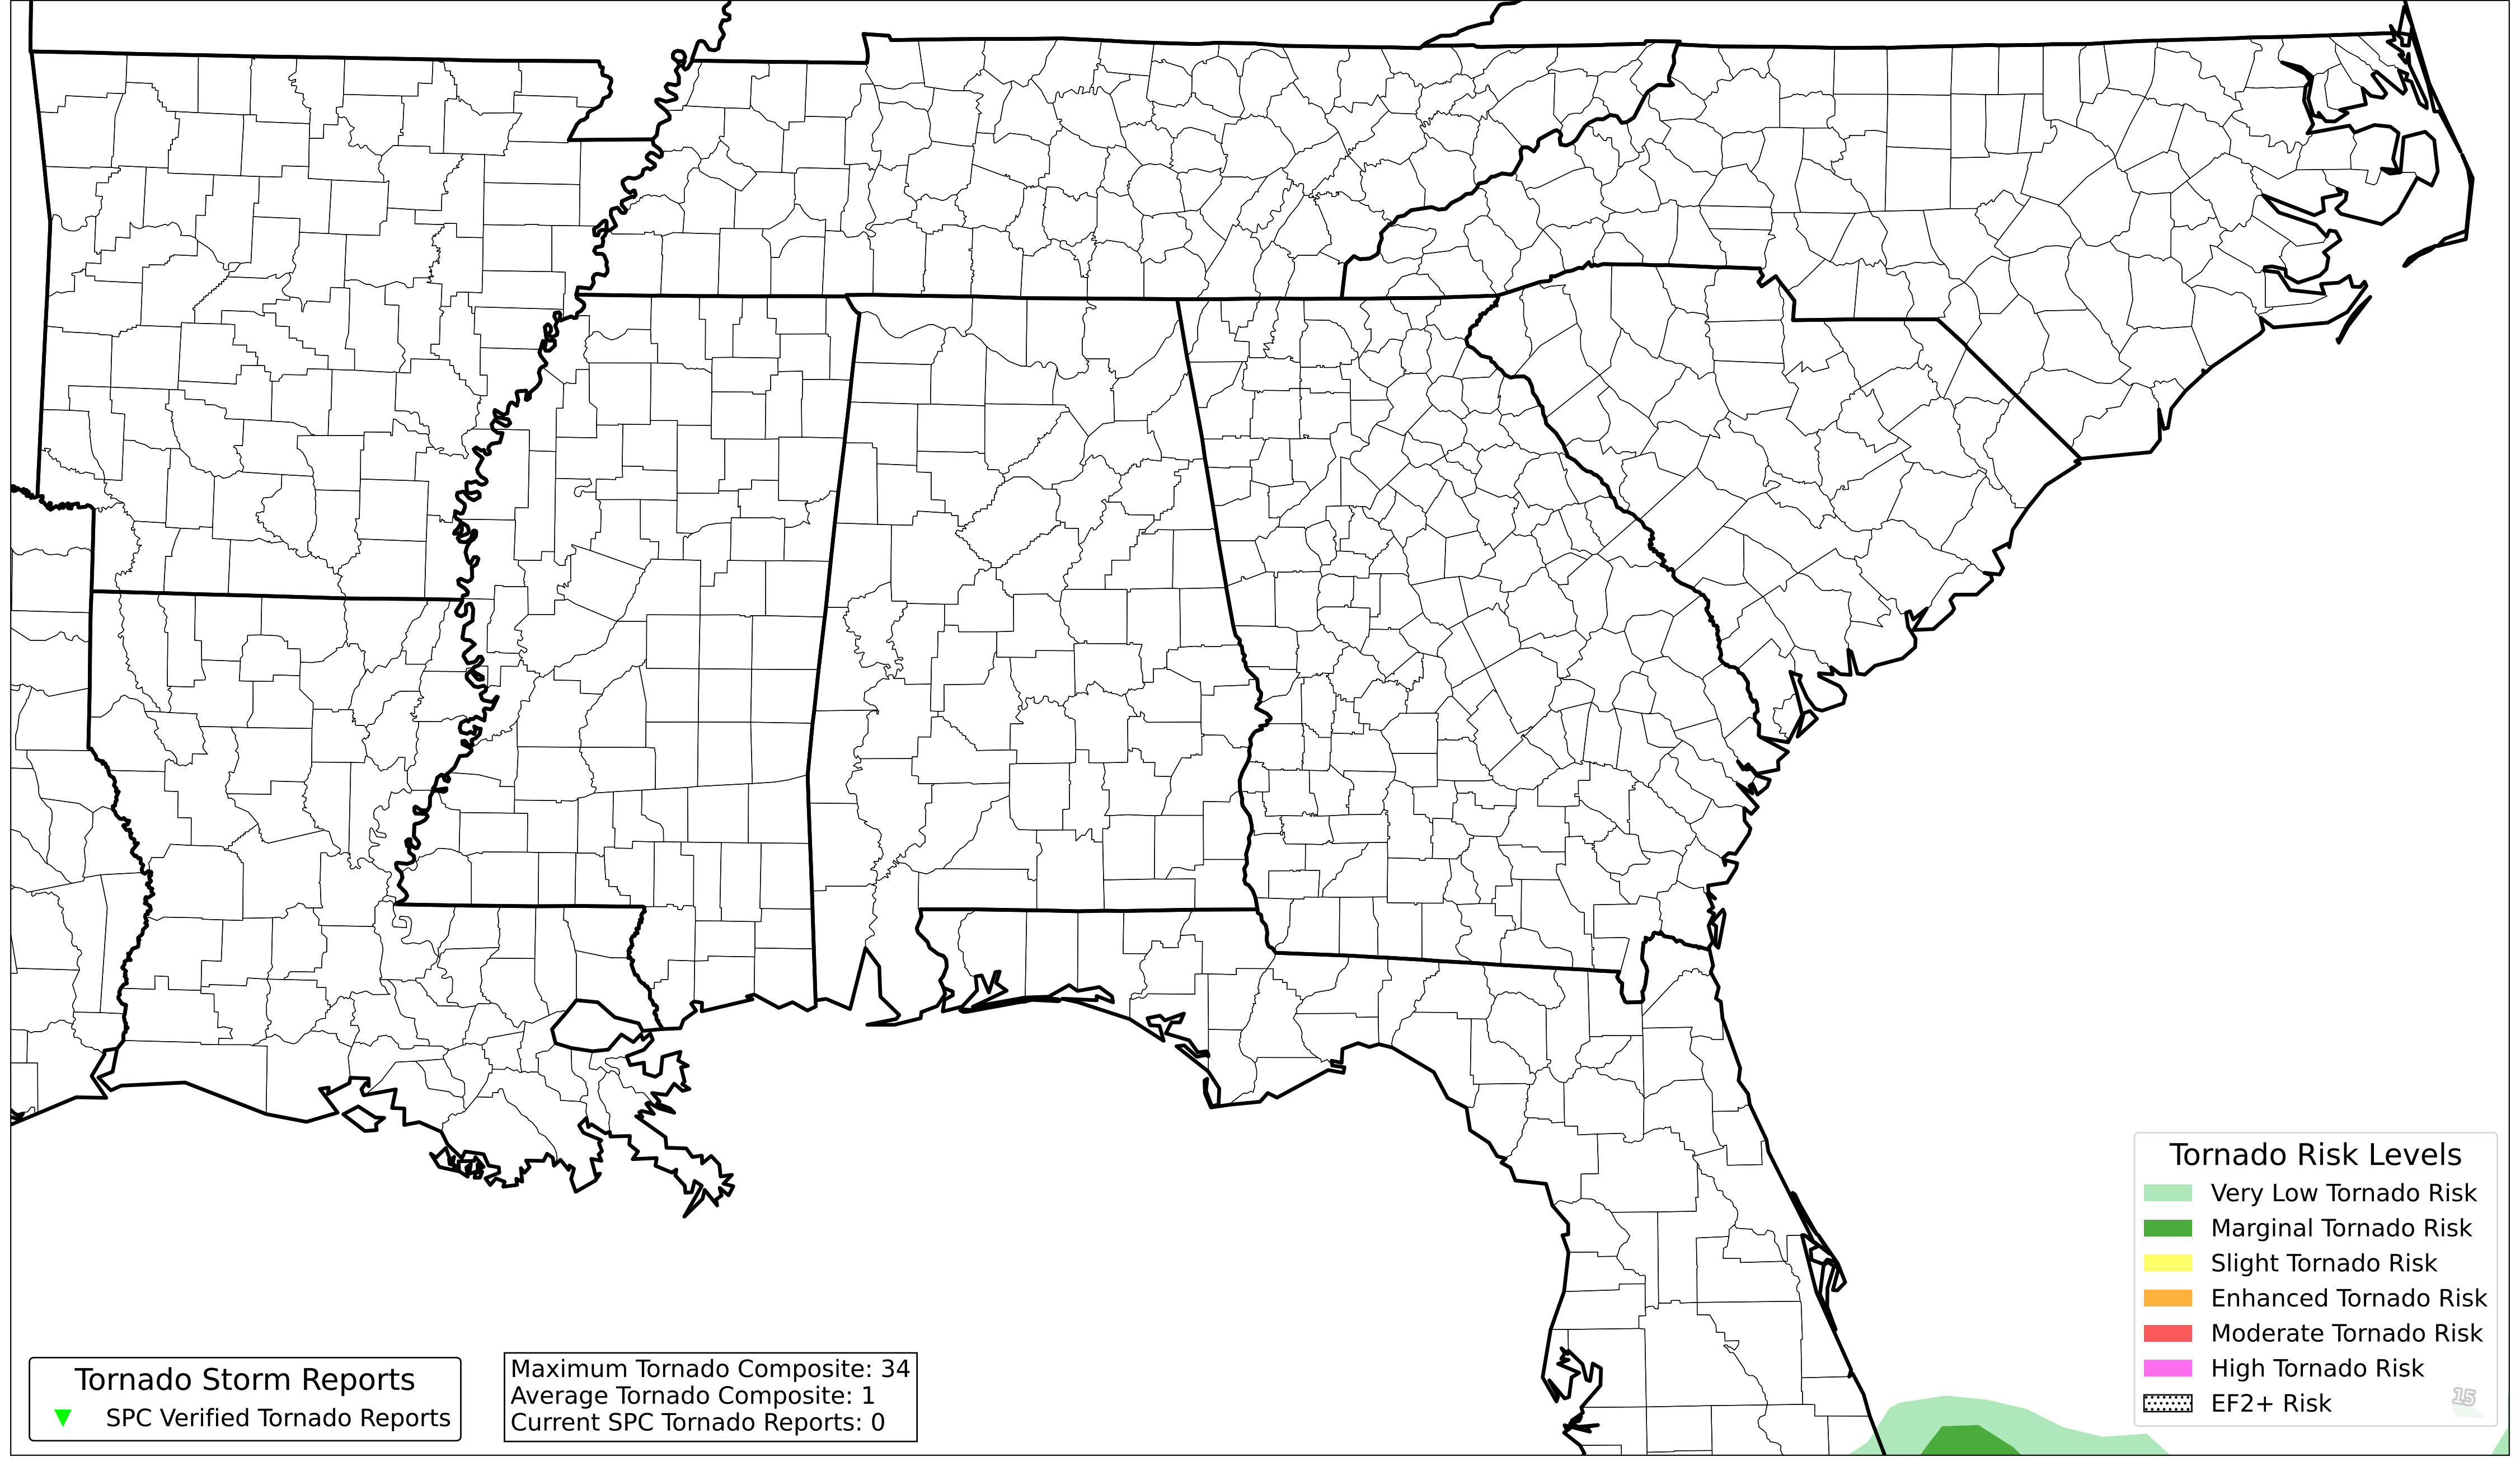 Tornado Risk Levels
Very Low Tornado Risk
Marginal Tornado Risk
Slight Tornado Risk
Enhanced Tornado Risk
Moderate Tornado Risk
High Tornado Risk
EF2+ Risk
15
Tornado Storm Reports
SPC Verified Tornado Reports
Maximum Tornado Composite: 34
Average Tornado Composite: 1
Current SPC Tornado Reports: 0